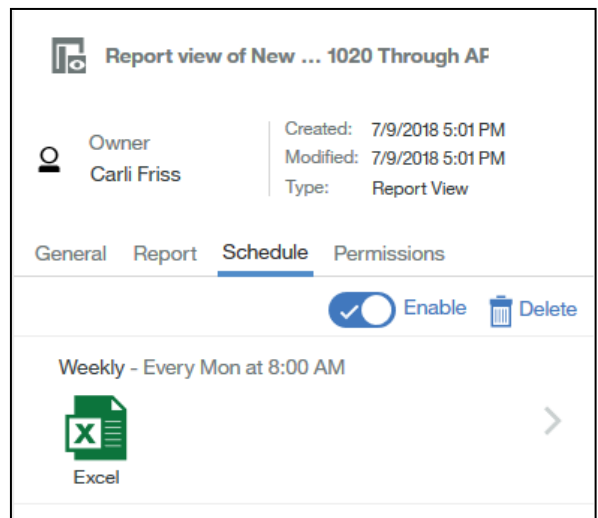 Report view of New … 1020 Through AP
Owner
Carli Friss
Created: 7/9/2018 5:01 PM
Modified: 7/9/2018 5:01 PM
Type: Report View
General Report Schedule Permissions
Enable Delete
Weekly - Every Mon at 8:00 AM
X
Excel